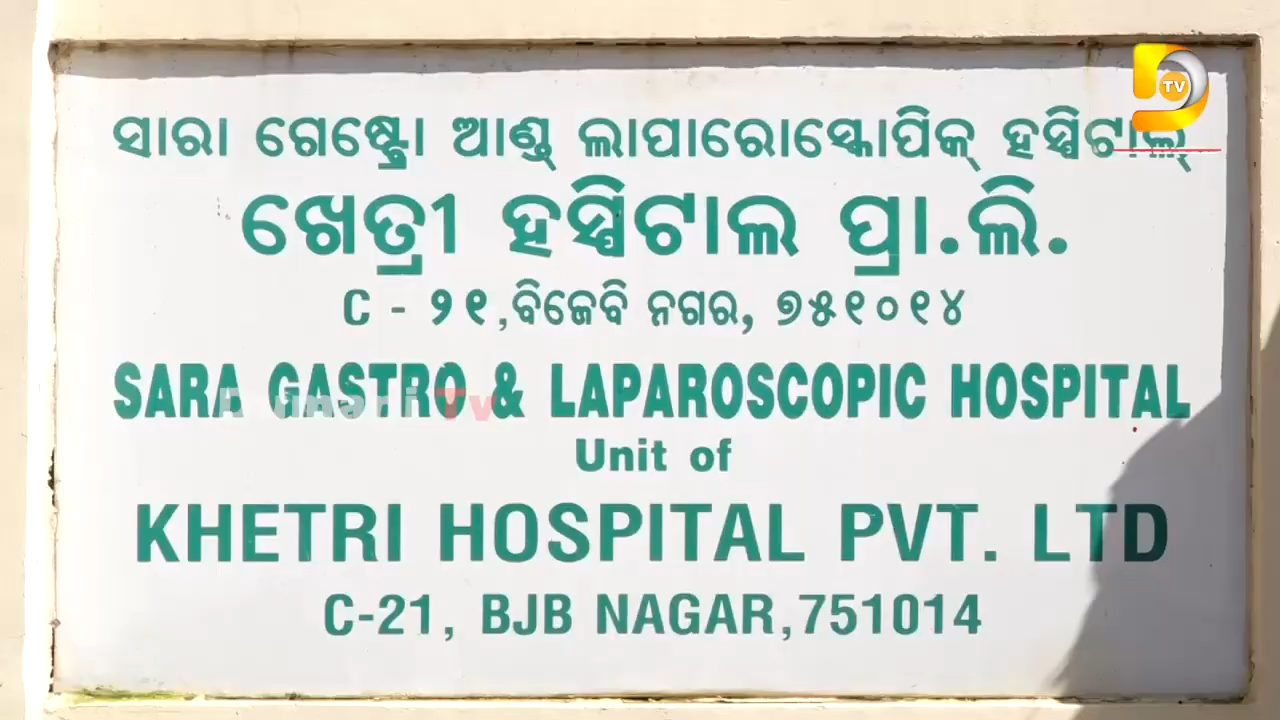 ସାରା ଗେଷ୍ଟ୍ରୋ ଆଣ୍ଡ୍ ଲାପାରୋସ୍କୋପିକ୍ ହସ୍ପିଟାଲ୍
ଖେତ୍ରୀ ହସ୍ପିଟାଲ ପ୍ରା.ଲି.
C - ୨୧,ବିଜେବି ନଗର, ୭୫୧୦୧୪
SARA GASTRO & LAPAROSCOPIC HOSPITAL
Unit of
KHETRI HOSPITAL PVT. LTD
C-21, BJB NAGAR,751014
D TV